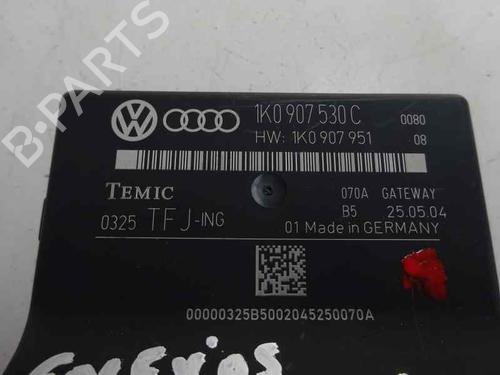 1K0 907 530 C 0080
HW: 1K0 907 951 08
TEMIC 070A GATEWAY
B5 25.05.04
0325 TFJ-ING 01 Made in GERMANY
00000325B5002045250070A
B-PARTS